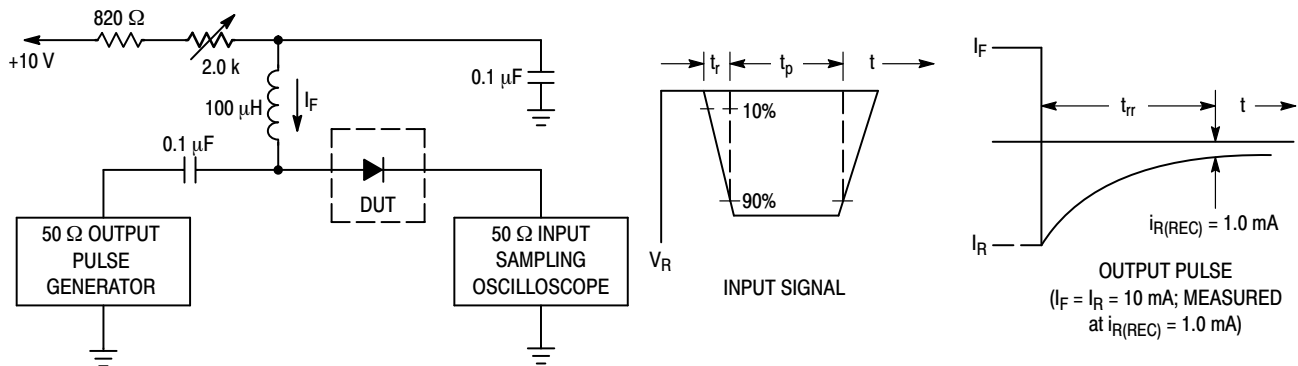 820 Ω
+10 V
2.0 k
0.1 µF
100 µH
I_F
0.1 µF
DUT
50 Ω OUTPUT
PULSE
GENERATOR
50 Ω INPUT
SAMPLING
OSCILLOSCOPE
t_r
t_p
t
10%
90%
V_R
INPUT SIGNAL
I_F
t_rr
t
I_R
i_R(REC) = 1.0 mA
OUTPUT PULSE
(I_F = I_R = 10 mA; MEASURED
at i_R(REC) = 1.0 mA)